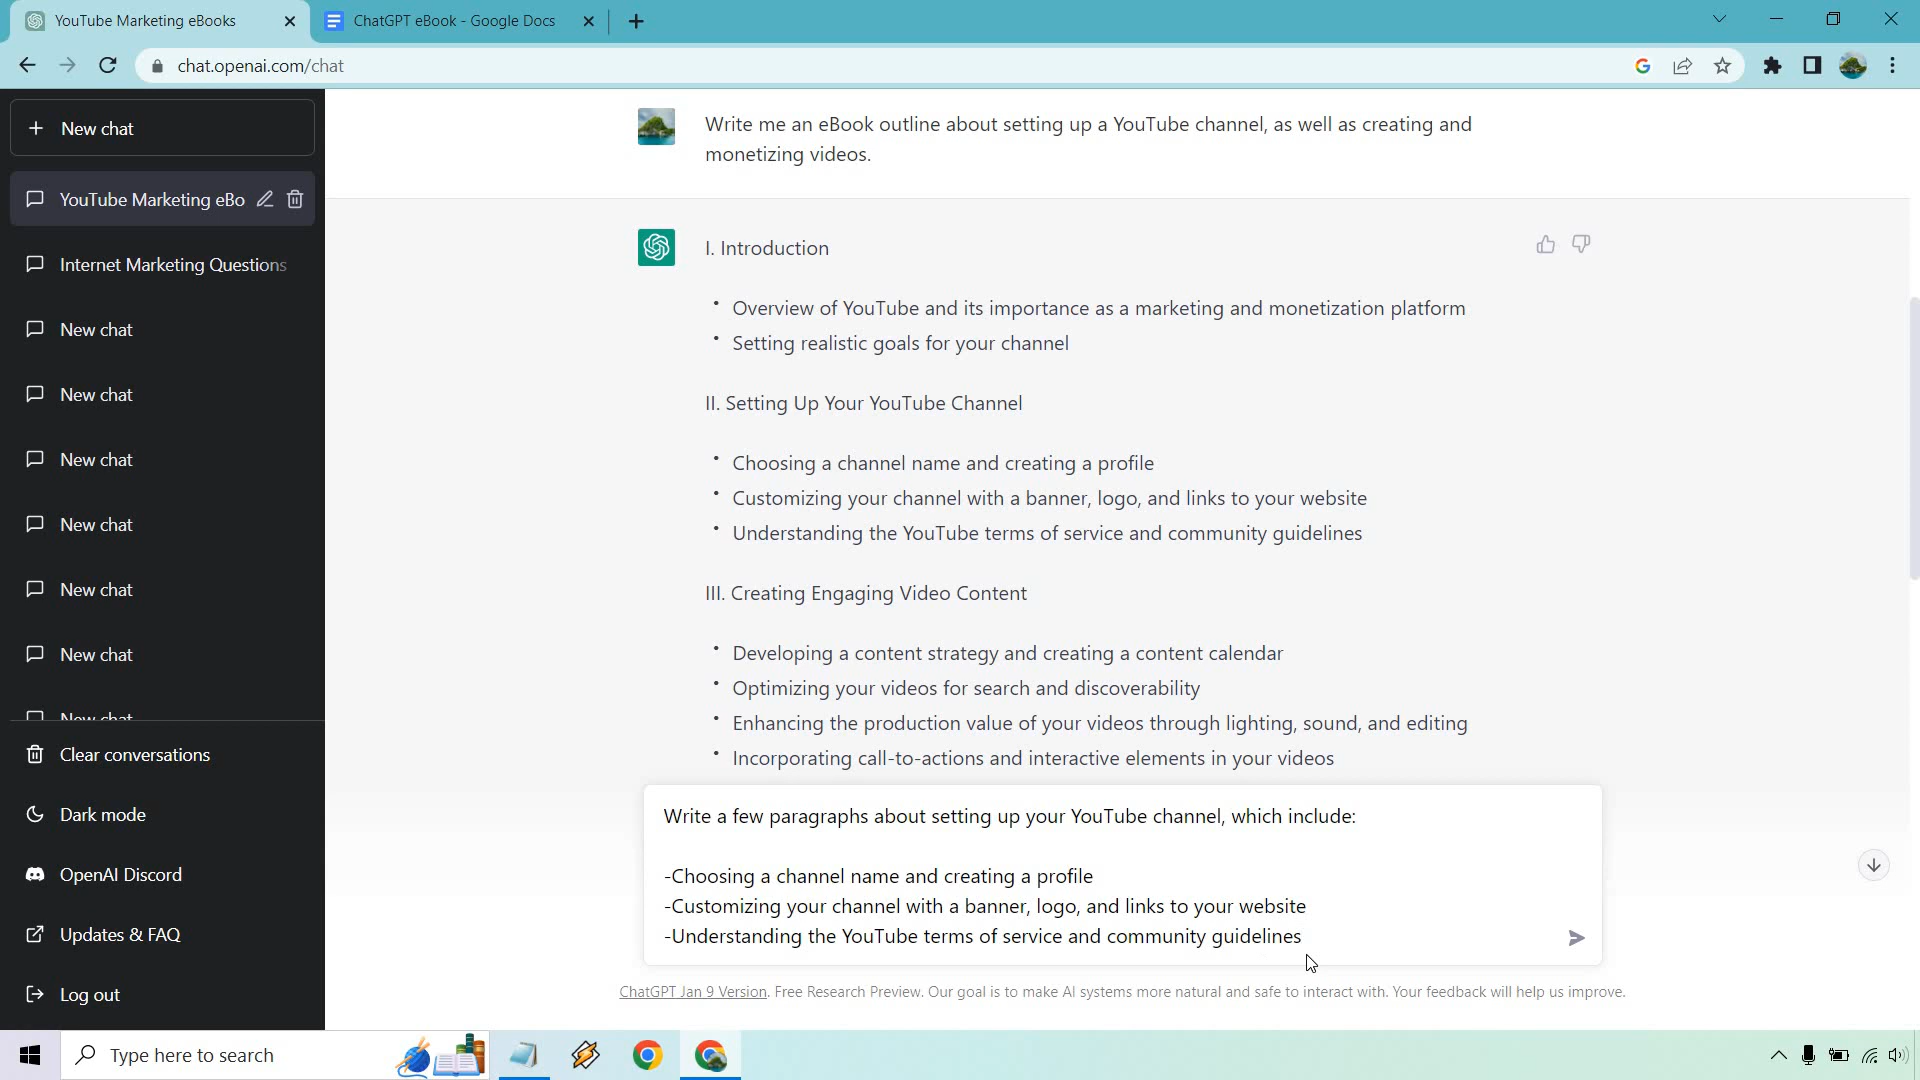 YouTube Marketing eBooks
ChatGPT eBook - Google Docs
chat.openai.com/chat
New chat
YouTube Marketing eBo
Internet Marketing Questions
New chat
New chat
New chat
New chat
New chat
New chat
New chat
Clear conversations
Dark mode
OpenAI Discord
Updates & FAQ
Log out
Write me an eBook outline about setting up a YouTube channel, as well as creating and
monetizing videos.
I. Introduction
• Overview of YouTube and its importance as a marketing and monetization platform
• Setting realistic goals for your channel
II. Setting Up Your YouTube Channel
• Choosing a channel name and creating a profile
• Customizing your channel with a banner, logo, and links to your website
• Understanding the YouTube terms of service and community guidelines
III. Creating Engaging Video Content
• Developing a content strategy and creating a content calendar
• Optimizing your videos for search and discoverability
• Enhancing the production value of your videos through lighting, sound, and editing
• Incorporating call-to-actions and interactive elements in your videos
Write a few paragraphs about setting up your YouTube channel, which include:
-Choosing a channel name and creating a profile
-Customizing your channel with a banner, logo, and links to your website
-Understanding the YouTube terms of service and community guidelines
ChatGPT Jan 9 Version. Free Research Preview. Our goal is to make AI systems more natural and safe to interact with. Your feedback will help us improve.
Type here to search